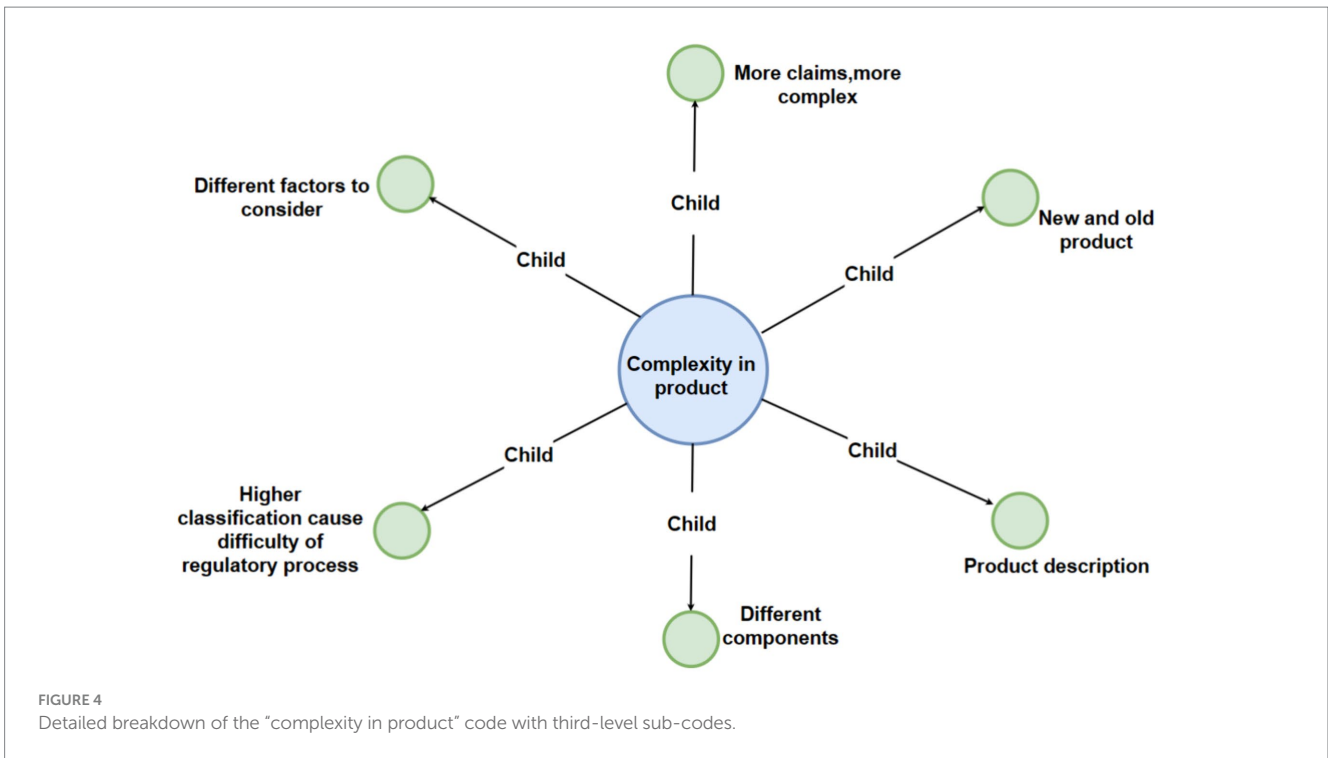 More claims,more
complex
Different factors to
consider
Child
New and old
product
Child
Child
Complexity in
product
Child
Child
Higher
classification cause
difficulty of
regulatory process
Child
Product description
Different
components
FIGURE 4
Detailed breakdown of the “complexity in product” code with third-level sub-codes.